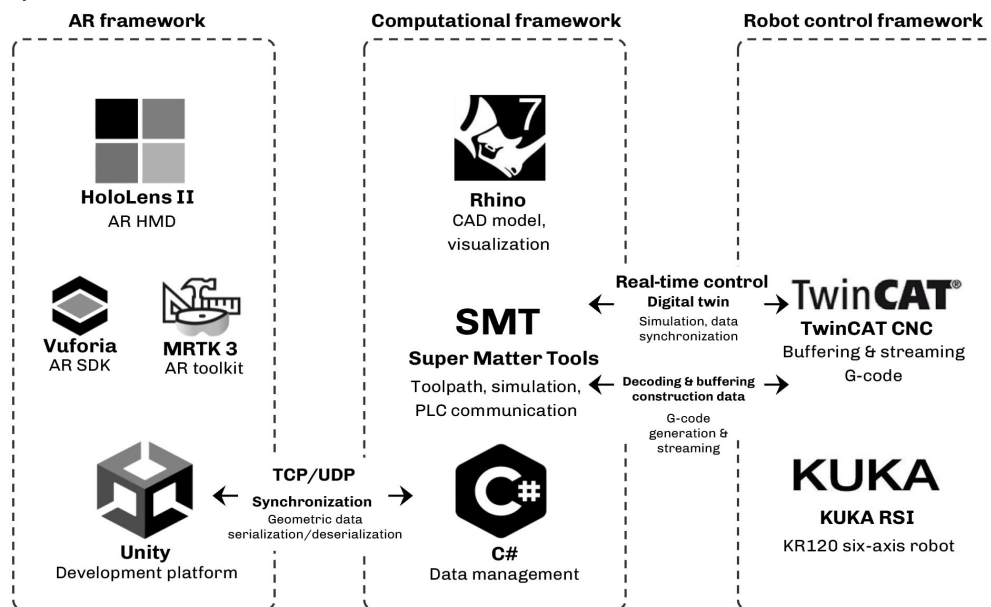 AR framework
Computational framework
Robot control framework
HoloLens II
AR HMD
Vuforia
AR SDK
MRTK 3
AR toolkit
Unity
Development platform
TCP/UDP
Synchronization
Geometric data
serialization/deserialization
7
Rhino
CAD model,
visualization
SMT
Super Matter Tools
Toolpath, simulation,
PLC communication
C#
C#
Data management
Real-time control
Digital twin
Simulation, data
synchronization
Decoding & buffering
construction data
G-code
generation &
streaming
TwinCAT®
TwinCAT CNC
Buffering & streaming
G-code
KUKA
KUKA RSI
KR120 six-axis robot